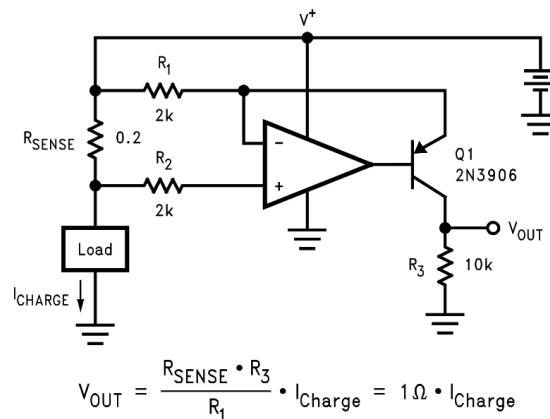 V+
R1
2k
RSENSE
0.2
R2
2k
−
+
Q1
2N3906
Load
ICHARGE
VOUT
R3
10k
VOUT = RSENSE • R3 / R1 • ICharge = 1Ω • ICharge